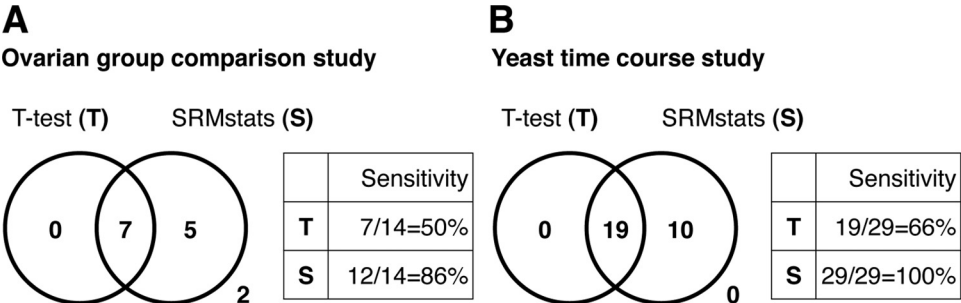 A
Ovarian group comparison study
T-test (T) SRMstats (S)
0 7 5
2
Sensitivity
T 7/14=50%
S 12/14=86%
B
Yeast time course study
T-test (T) SRMstats (S)
0 19 10
0
Sensitivity
T 19/29=66%
S 29/29=100%